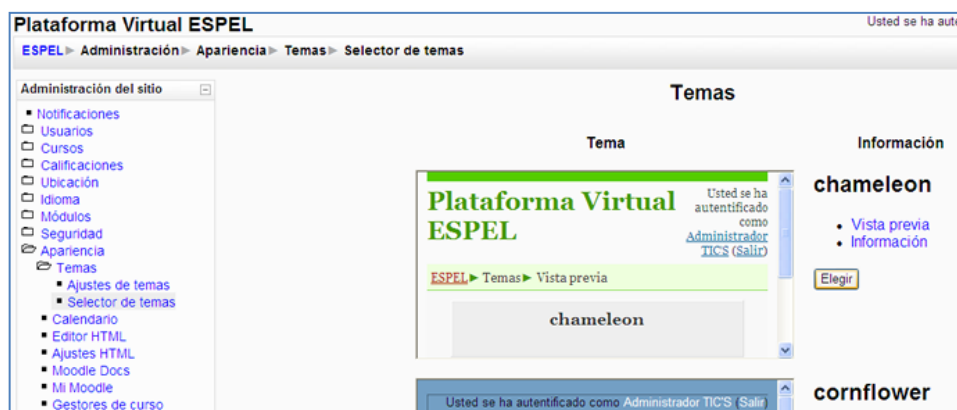 Plataforma Virtual ESPEL
Usted se ha
ESPEL► Administración► Apariencia► Temas► Selector de temas
Administración del sitio
Notificaciones
Usuarios
Cursos
Calificaciones
Ubicación
Idioma
Módulos
Seguridad
Apariencia
Temas
Ajustes de temas
Selector de temas
Calendario
Editor HTML
Ajustes HTML
Moodle Docs
Mi Moodle
Gestores de curso
Temas
Tema
Información
Plataforma Virtual
ESPEL
Usted se ha
autentificado
como
Administrador
TICS (Salir)
ESPEL► Temas► Vista previa
chameleon
chameleon
• Vista previa
• Información
Elegir
Usted se ha autentificado como Administrador TIC'S (Salir)
cornflower